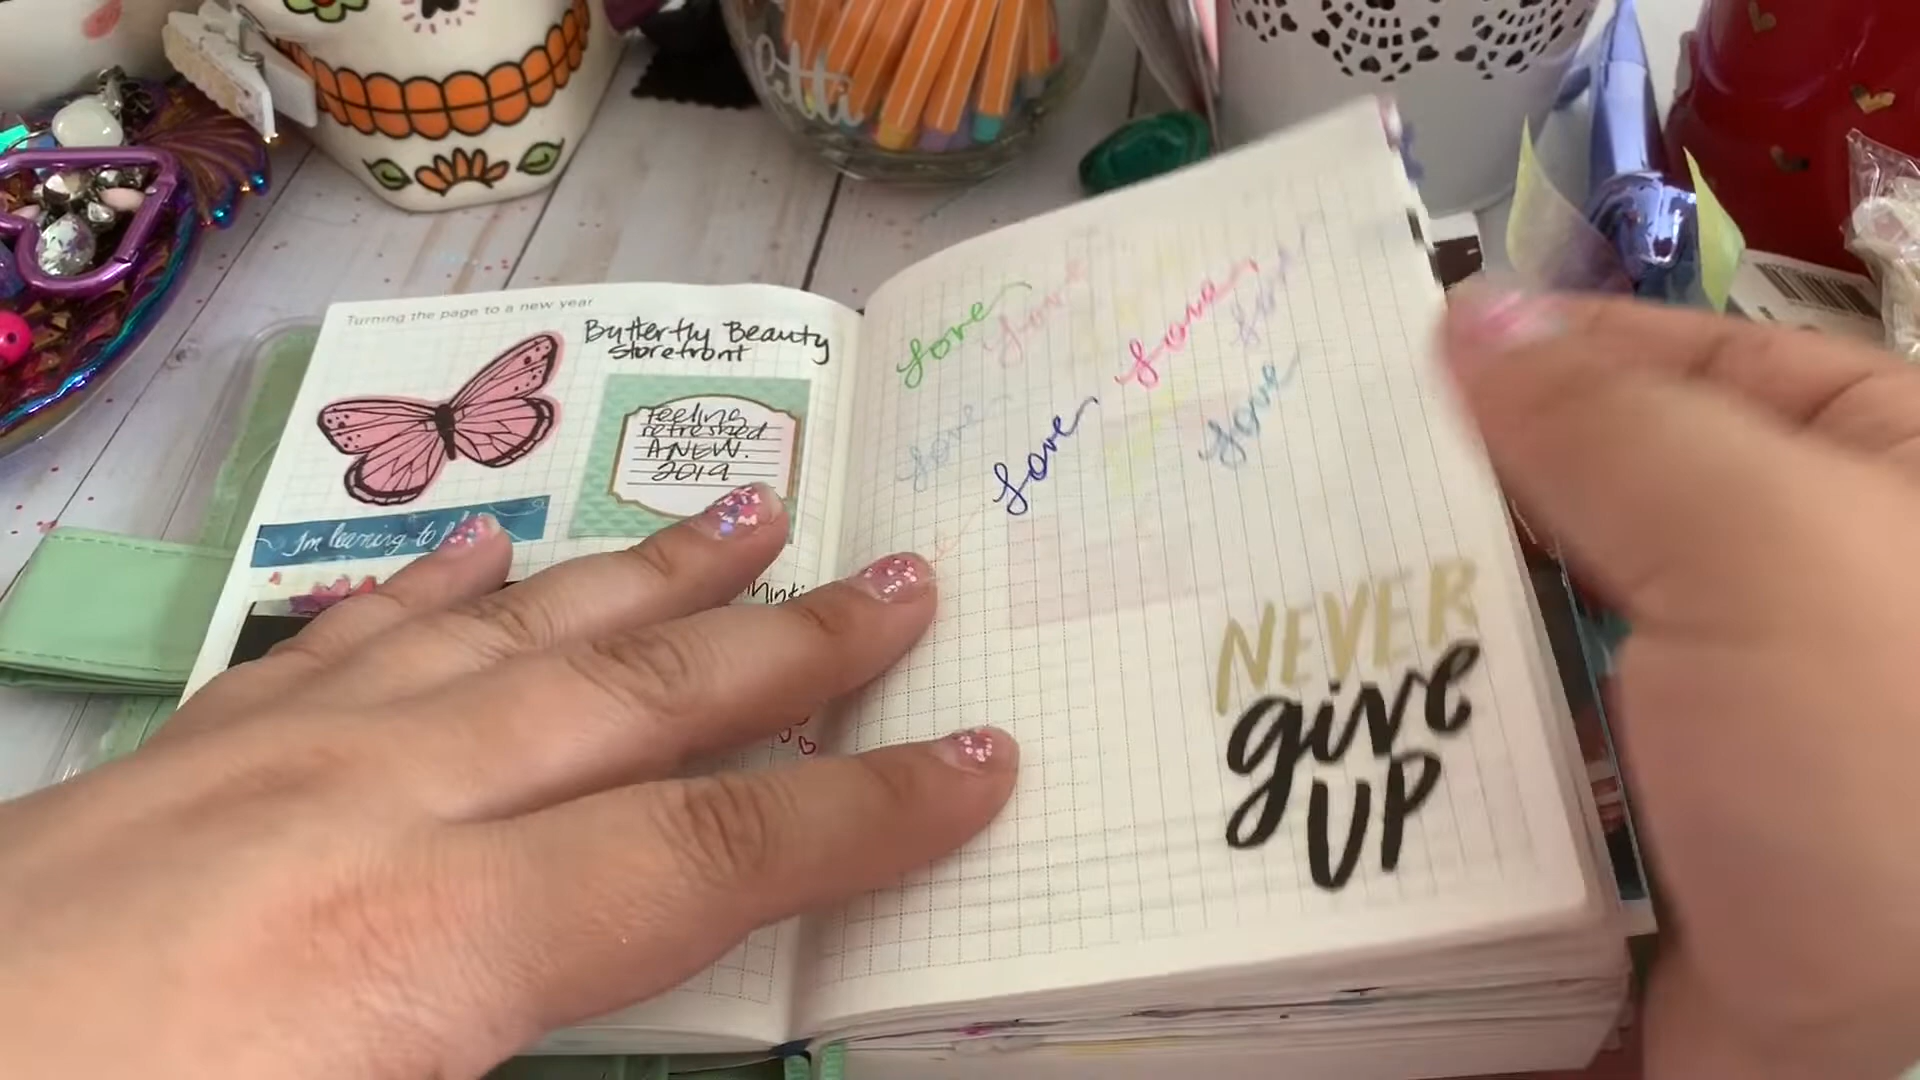 Turning the page to a new year
Butterfly Beauty
Storefront
feeling
refreshed
ANEW.
2019
I'm learning to
love
love
love
love
love
love
love
NEVER
give
UP